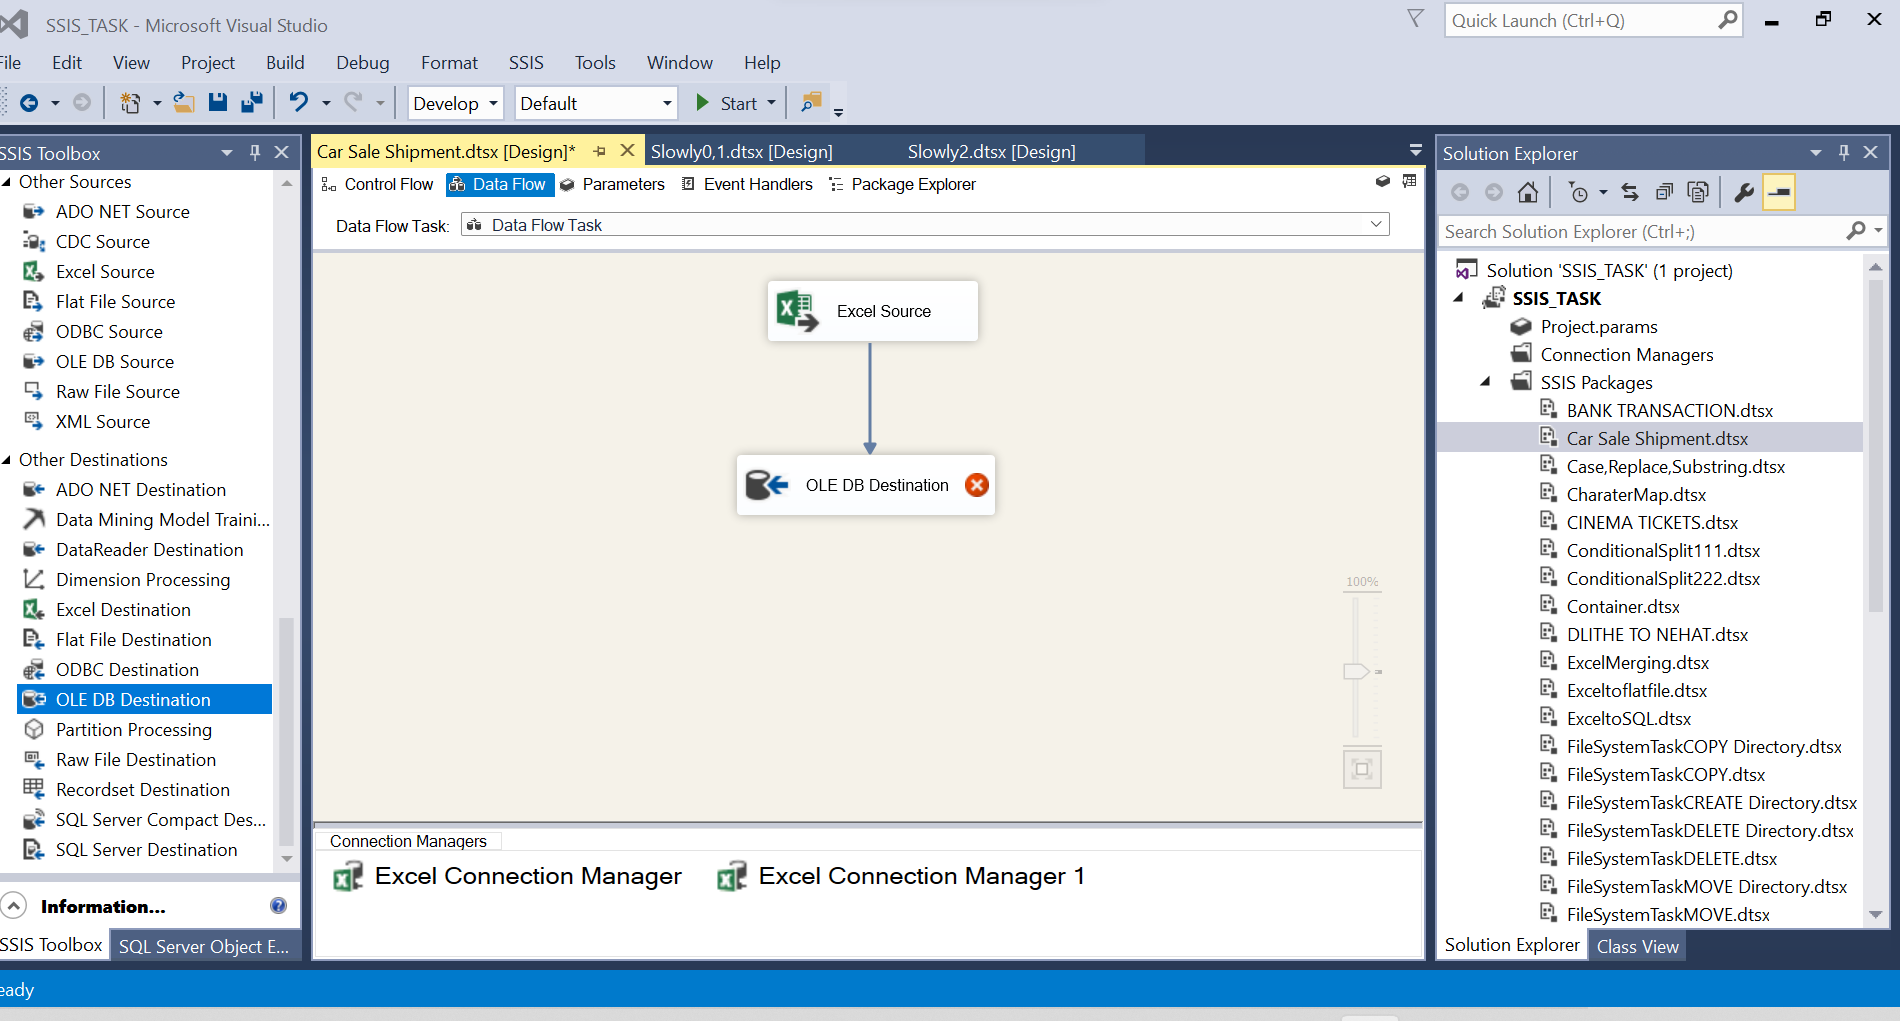 SSIS_TASK - Microsoft Visual Studio
Quick Launch (Ctrl+Q)
File Edit View Project Build Debug Format SSIS Tools Window Help
Develop Default Start
SSIS Toolbox
Other Sources
ADO NET Source
CDC Source
Excel Source
Flat File Source
ODBC Source
OLE DB Source
Raw File Source
XML Source
Other Destinations
ADO NET Destination
Data Mining Model Traini...
DataReader Destination
Dimension Processing
Excel Destination
Flat File Destination
ODBC Destination
OLE DB Destination
Partition Processing
Raw File Destination
Recordset Destination
SQL Server Compact Des...
SQL Server Destination
Information...
SSIS Toolbox SQL Server Object E...
Car Sale Shipment.dtsx [Design]* Slowly0,1.dtsx [Design] Slowly2.dtsx [Design]
Control Flow Data Flow Parameters Event Handlers Package Explorer
Data Flow Task: Data Flow Task
Excel Source
OLE DB Destination
100%
Connection Managers
Excel Connection Manager Excel Connection Manager 1
Solution Explorer
Search Solution Explorer (Ctrl+;)
Solution 'SSIS_TASK' (1 project)
SSIS_TASK
Project.params
Connection Managers
SSIS Packages
BANK TRANSACTION.dtsx
Car Sale Shipment.dtsx
Case,Replace,Substring.dtsx
CharaterMap.dtsx
CINEMA TICKETS.dtsx
ConditionalSplit111.dtsx
ConditionalSplit222.dtsx
Container.dtsx
DLITHE TO NEHAT.dtsx
ExcelMerging.dtsx
Exceltoflatfile.dtsx
ExceltoSQL.dtsx
FileSystemTaskCOPY Directory.dtsx
FileSystemTaskCOPY.dtsx
FileSystemTaskCREATE Directory.dtsx
FileSystemTaskDELETE Directory.dtsx
FileSystemTaskDELETE.dtsx
FileSystemTaskMOVE Directory.dtsx
FileSystemTaskMOVE.dtsx
Solution Explorer Class View
eady